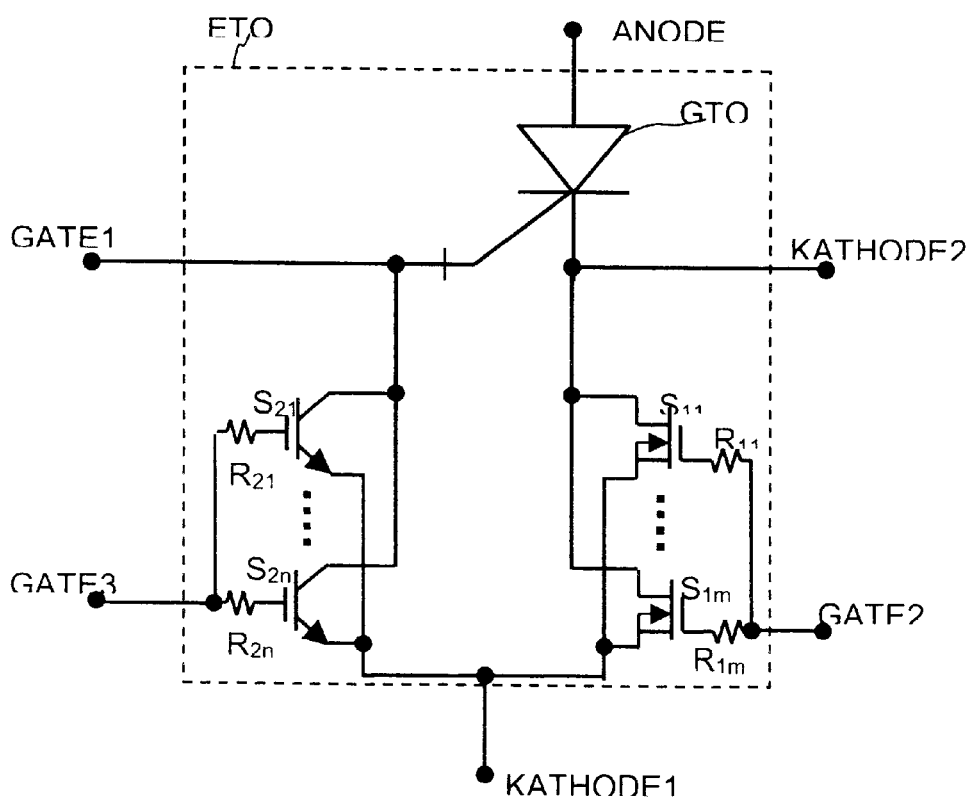 ETO
ANODE
GTO
GATE1
KATHODE2
S21
S11
R21
R11
S2n
S1m
GATE3
GATE2
R2n
R1m
KATHODE1